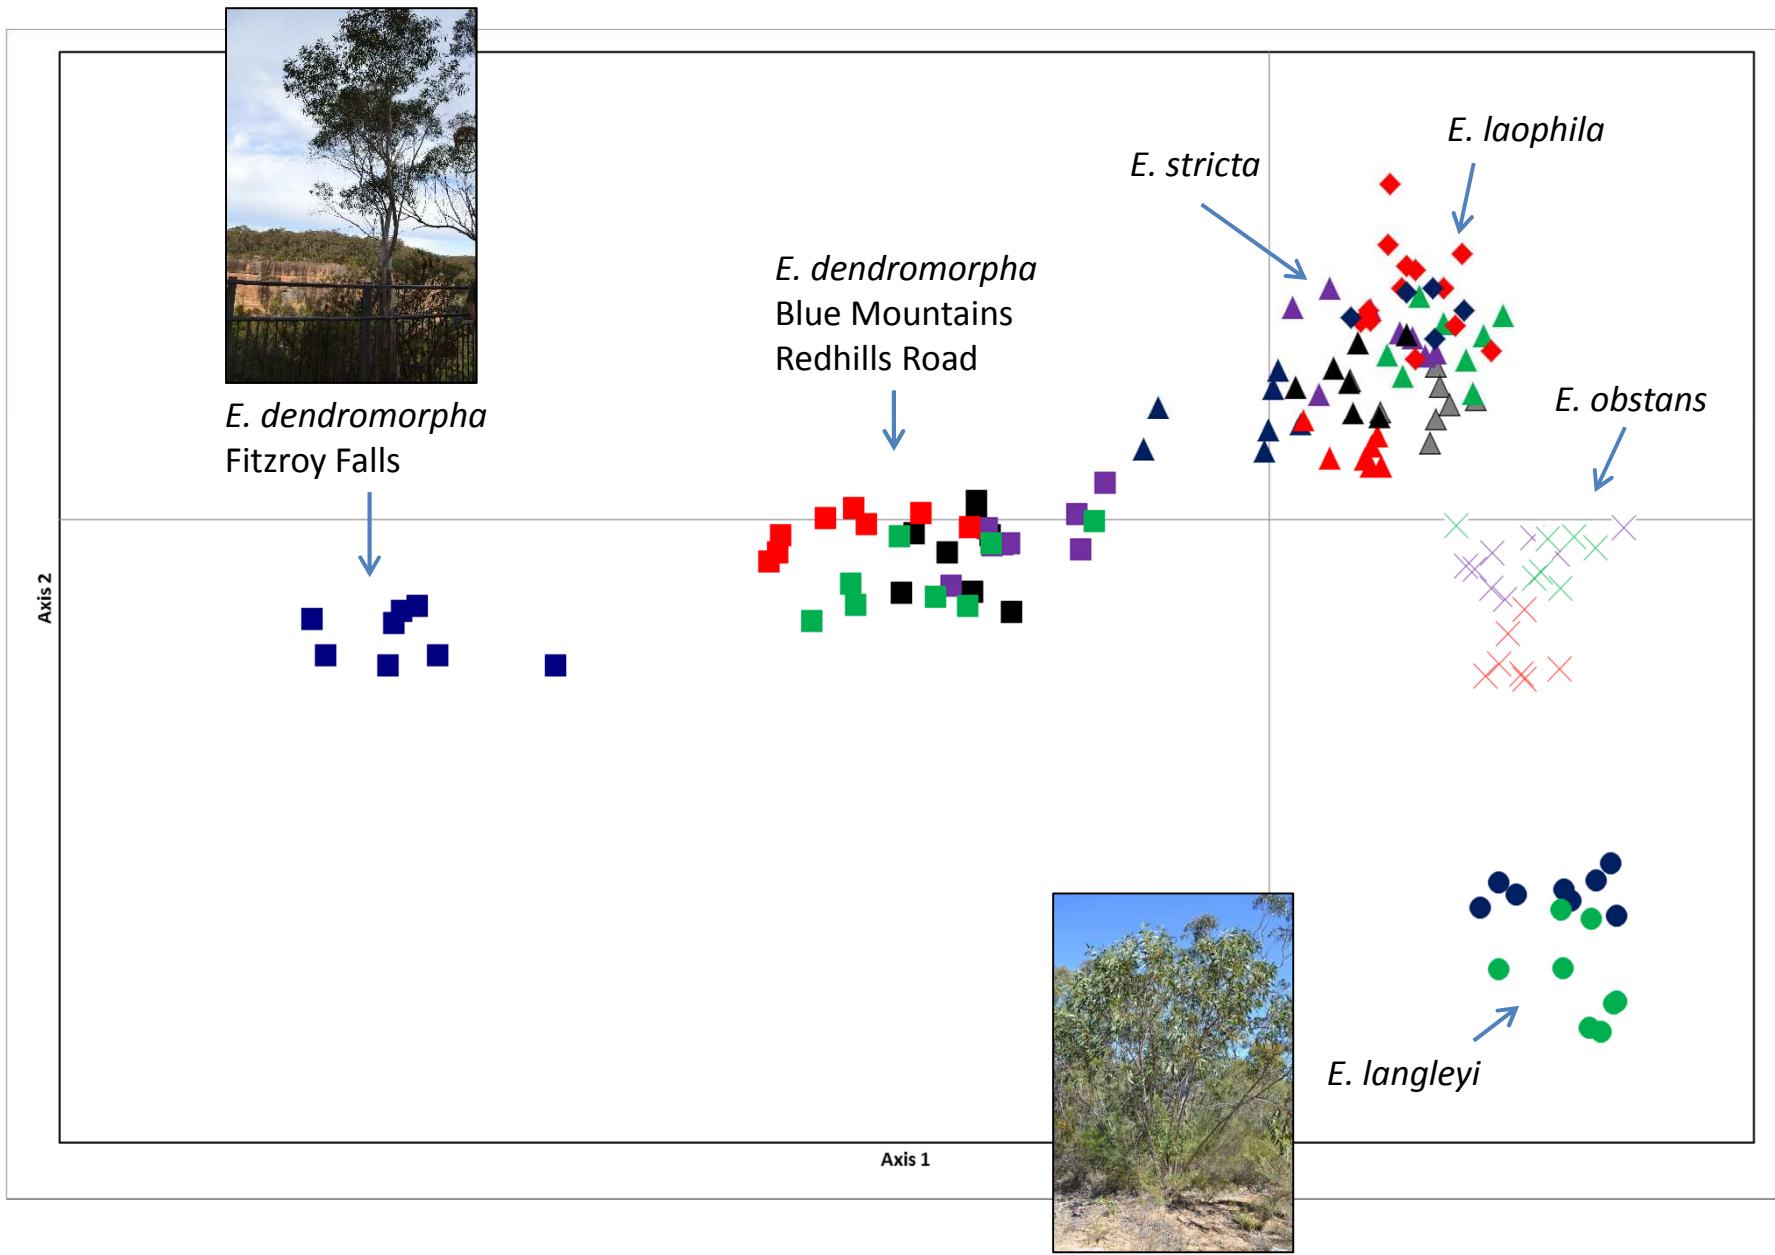 E. laophila
E. stricta
E. dendromorpha
Blue Mountains
Redhills Road
E. dendromorpha
Fitzroy Falls
E. obstans
Axis 2
E. langleyi
Axis 1